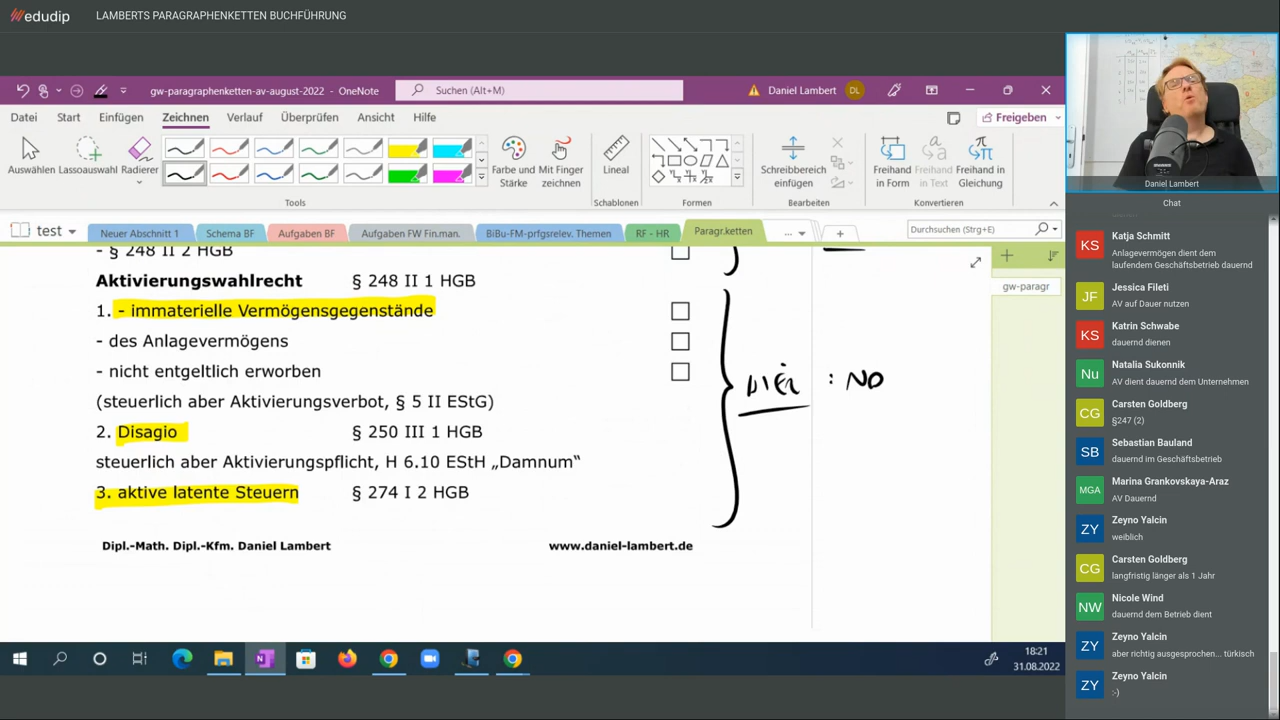 edudip
LAMBERTS PARAGRAPHENKETTEN BUCHFÜHRUNG
gw-paragraphenketten-av-august-2022 - OneNote
Suchen (Alt+M)
Daniel Lambert
DL
Datei Start Einfügen Zeichnen Verlauf Überprüfen Ansicht Hilfe
Freigeben
Auswählen Lassoauswahl Radierer
Farbe und Stärke
Mit Finger zeichnen
Lineal
Schreibbereich einfügen
Freihand in Form
Freihand in Text
Freihand in Gleichung
Tools Schablonen Formen Bearbeiten Konvertieren
test
Neuer Abschnitt 1 Schema BF Aufgaben BF Aufgaben FW Fin.man. BiBu-FM-prfgsrelev. Themen RF - HR Paragr.ketten ...
Durchsuchen (Strg+E)
gw-paragr
- § 248 II 2 HGB
Aktivierungswahlrecht § 248 II 1 HGB
1. - immaterielle Vermögensgegenstände
- des Anlagevermögens
- nicht entgeltlich erworben
(steuerlich aber Aktivierungsverbot, § 5 II EStG)
2. Disagio § 250 III 1 HGB
steuerlich aber Aktivierungspflicht, H 6.10 EStH „Damnum“
3. aktive latente Steuern § 274 I 2 HGB
: NO
Dipl.-Math. Dipl.-Kfm. Daniel Lambert www.daniel-lambert.de
18:21
31.08.2022
Daniel Lambert
Chat
KS
Katja Schmitt
Anlagevermögen dient dem
laufendem Geschäftsbetrieb dauernd
JF
Jessica Fileti
AV auf Dauer nutzen
KS
Katrin Schwabe
dauernd dienen
Nu
Natalia Sukonnik
AV dient dauernd dem Unternehmen
CG
Carsten Goldberg
§247 (2)
SB
Sebastian Bauland
dauernd im Geschäftsbetrieb
MGA
Marina Grankovskaya-Araz
AV Dauernd
ZY
Zeyno Yalcin
weiblich
CG
Carsten Goldberg
langfristig länger als 1 Jahr
NW
Nicole Wind
dauernd dem Betrieb dient
ZY
Zeyno Yalcin
aber richtig ausgesprochen... türkisch
ZY
Zeyno Yalcin
:-)